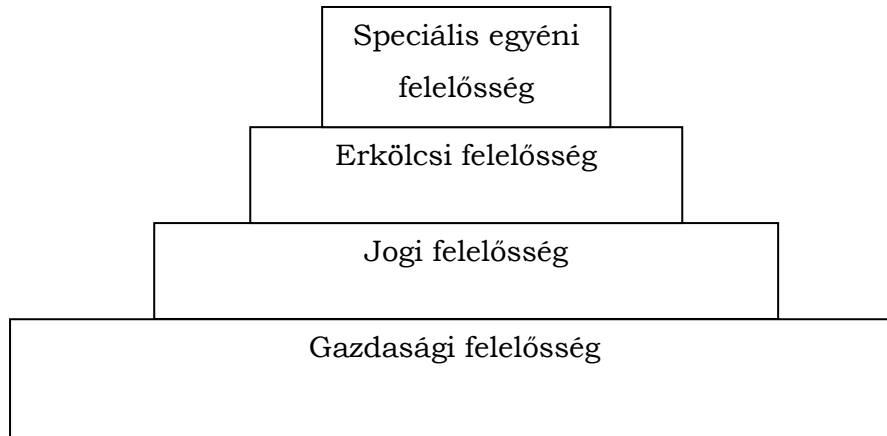 Speciális egyéni
felelősség
Erkölcsi felelősség
Jogi felelősség
Gazdasági felelősség